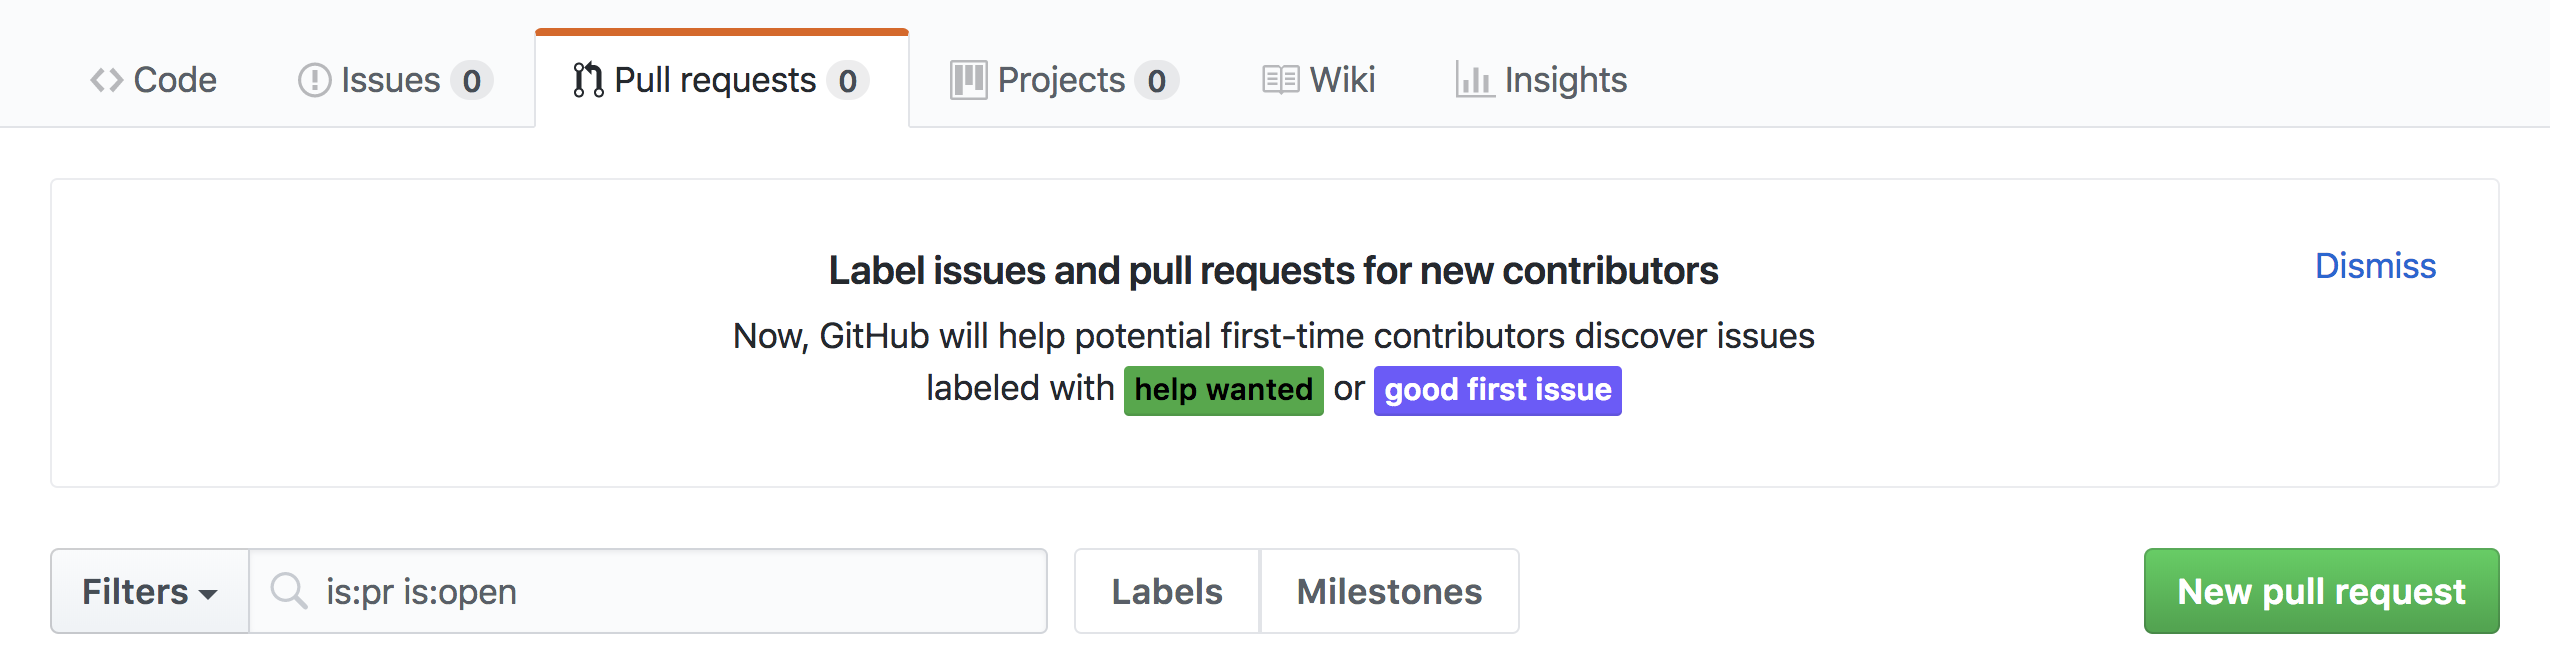 Code Issues 0 Pull requests 0 Projects 0 Wiki Insights
Label issues and pull requests for new contributors Dismiss
Now, GitHub will help potential first-time contributors discover issues
labeled with help wanted or good first issue
Filters is:pr is:open Labels Milestones New pull request